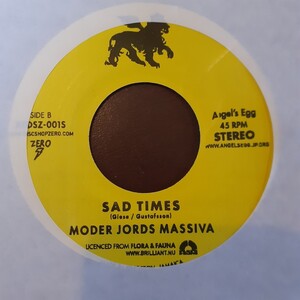 SIDE B
DSZ-001S
DISCSHOPZERO.COM
ZERO
Angel's Egg
45 RPM
STEREO
WWW.ANGELSEGG.JP.ORG
SAD TIMES
(Giese / Gustafsson)
MODER JORDS MASSIVA
LICENCED FROM FLORA & FAUNA
WWW.BRILLIANT.NU